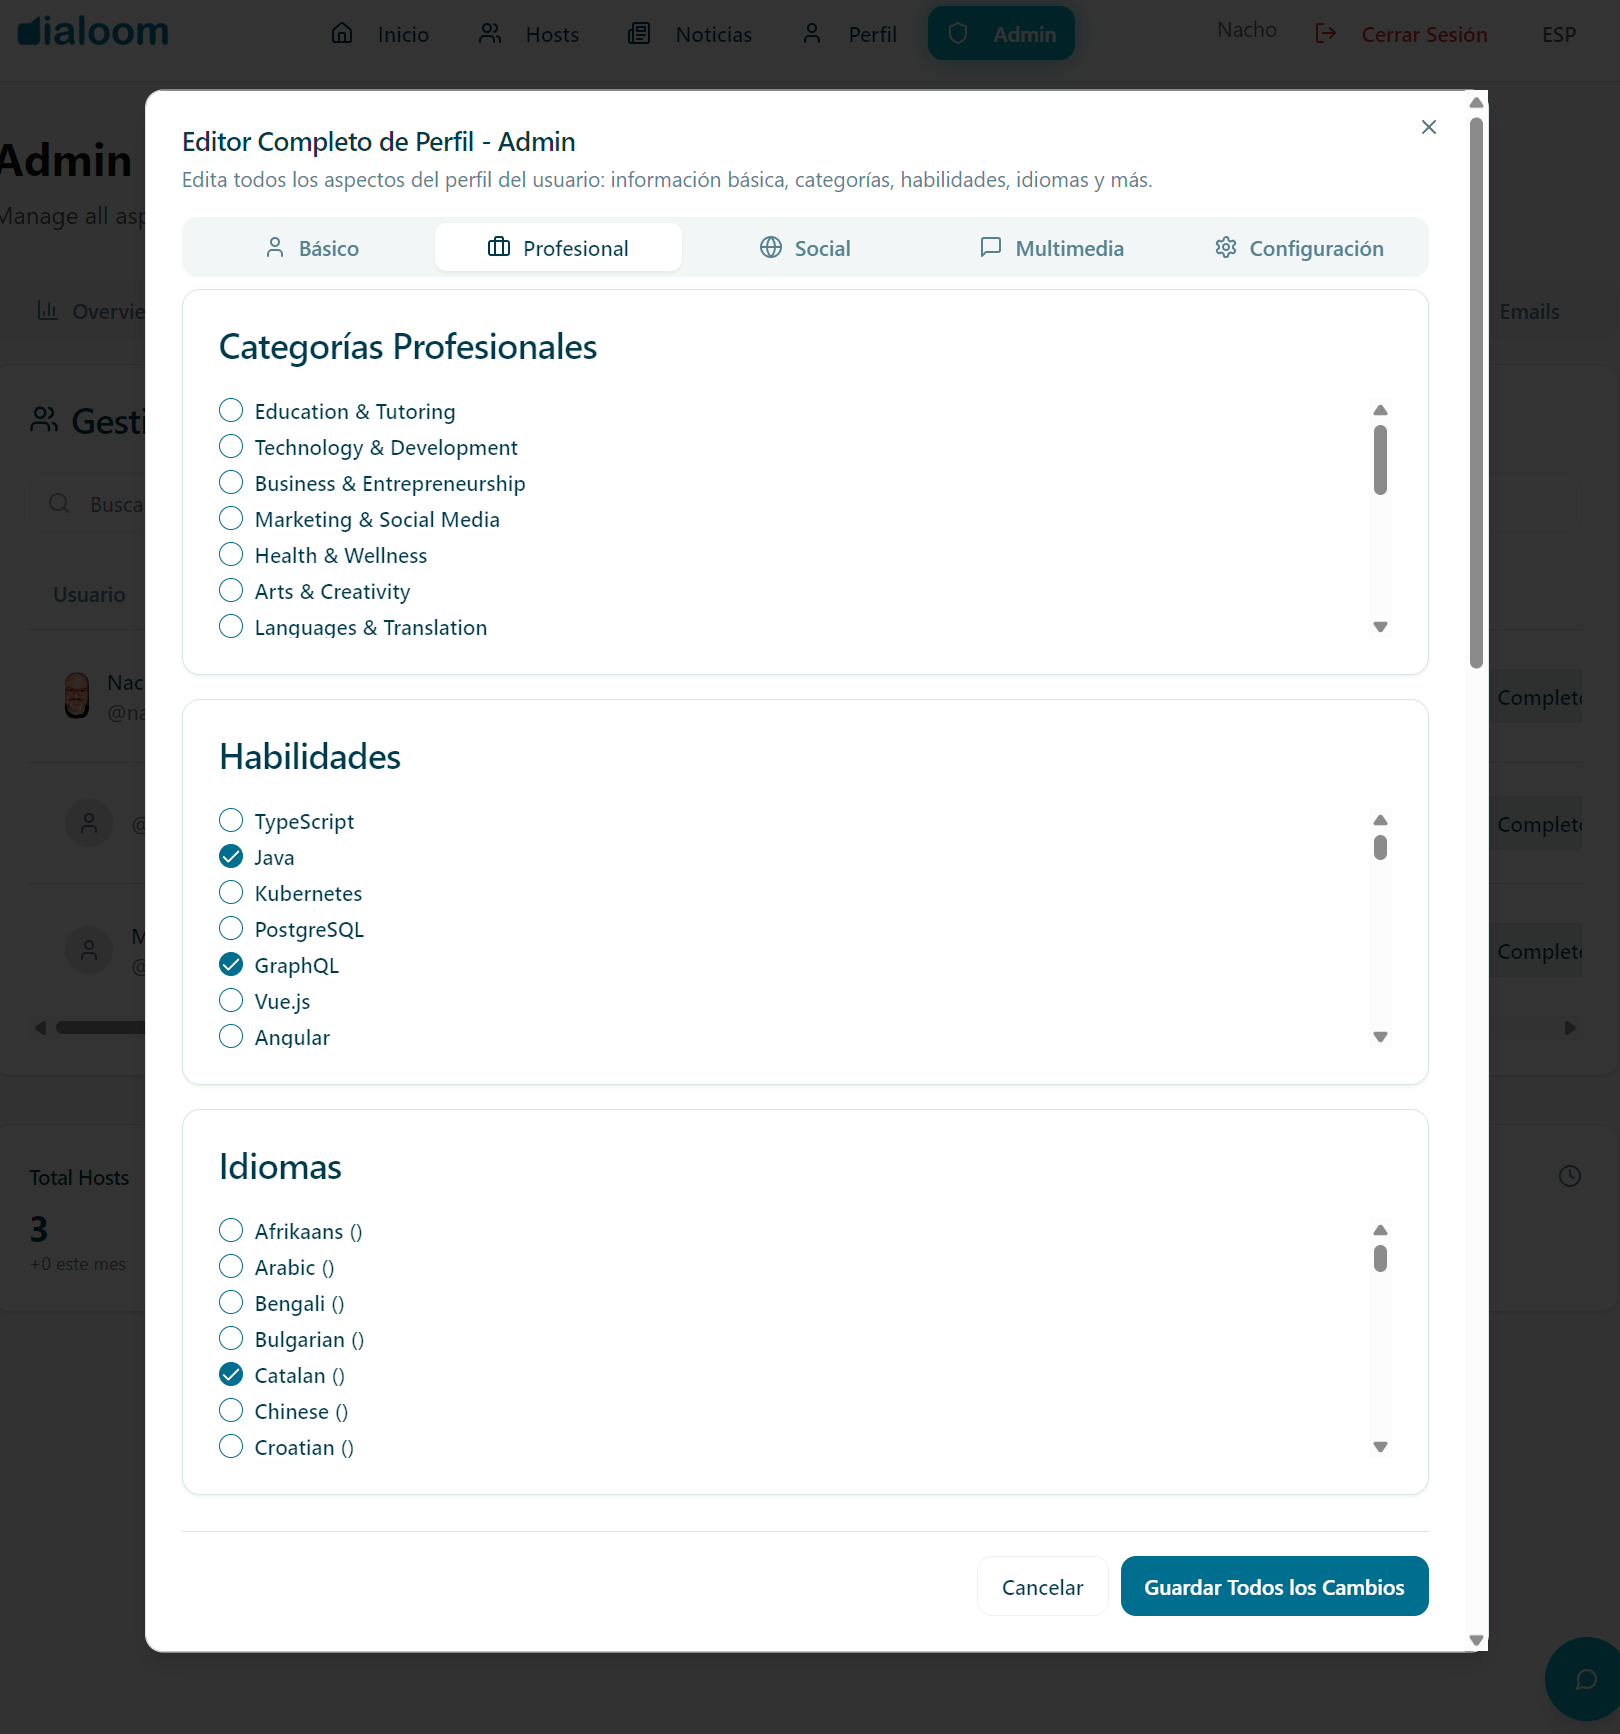 dialoom
Inicio
Hosts
Noticias
Perfil
Admin
Nacho
Cerrar Sesión
ESP
Admin
Manage all asp
Overvie
Emails
Gesti
Busca
Usuario
Nac
@na
Complet
@
Complet
M
@
Complet
Total Hosts
3
+0 este mes
Editor Completo de Perfil - Admin
Edita todos los aspectos del perfil del usuario: información básica, categorías, habilidades, idiomas y más.
Básico
Profesional
Social
Multimedia
Configuración
Categorías Profesionales
Education & Tutoring
Technology & Development
Business & Entrepreneurship
Marketing & Social Media
Health & Wellness
Arts & Creativity
Languages & Translation
Habilidades
TypeScript
Java
Kubernetes
PostgreSQL
GraphQL
Vue.js
Angular
Idiomas
Afrikaans ()
Arabic ()
Bengali ()
Bulgarian ()
Catalan ()
Chinese ()
Croatian ()
Cancelar
Guardar Todos los Cambios